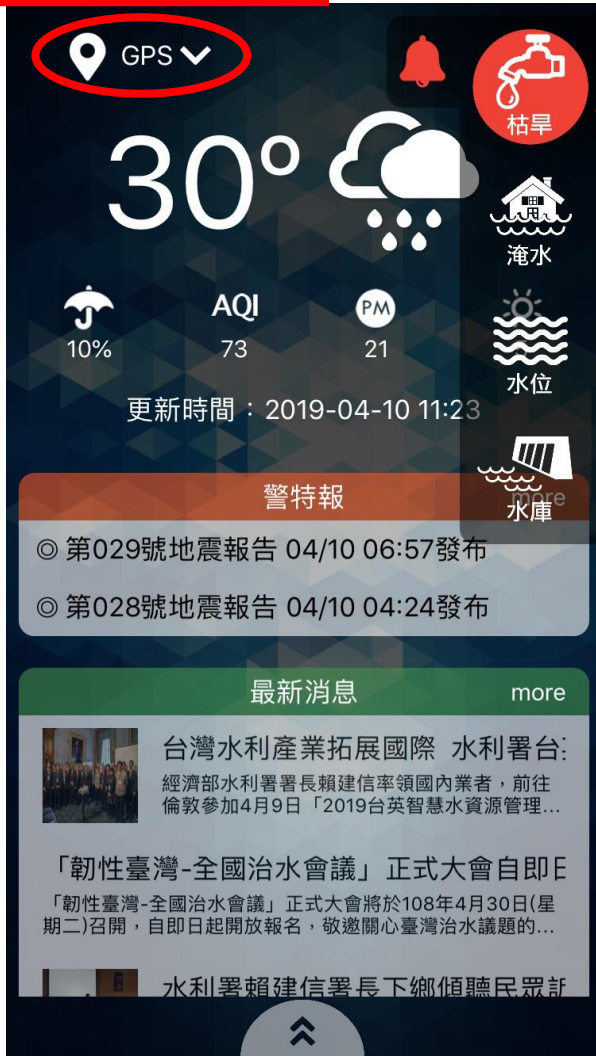 GPS
枯旱
30°
淹水
10%
AQI
73
PM
21
水位
更新時間：2019-04-10 11:23
警特報
more
水庫
◎ 第029號地震報告 04/10 06:57發布
◎ 第028號地震報告 04/10 04:24發布
最新消息
more
台灣水利產業拓展國際 水利署台
經濟部水利署署長賴建信率領國內業者，前往
倫敦參加4月9日「2019台英智慧水資源管理...
「韌性臺灣-全國治水會議」正式大會自即日
「韌性臺灣-全國治水會議」正式大會將於108年4月30日(星
期二)召開，自即日起開放報名，敬邀關心臺灣治水議題的...
水利署賴建信署長下鄉傾聽民眾